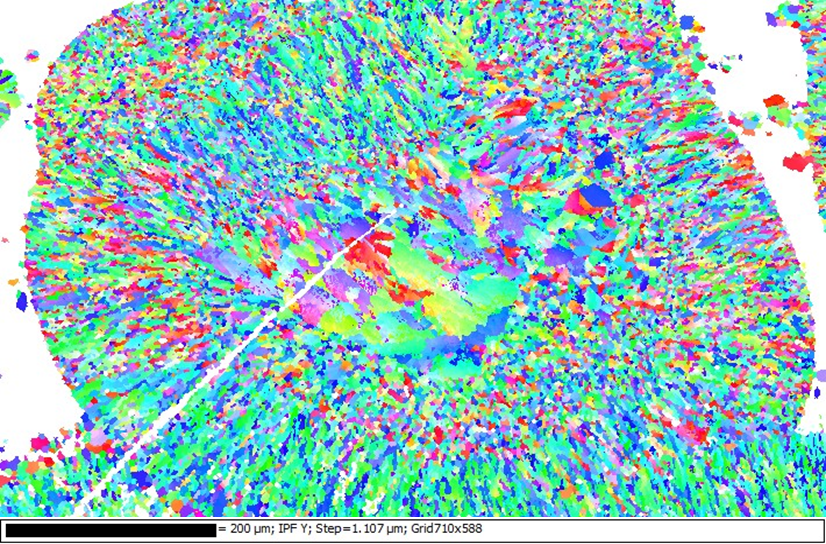 = 200 µm; IPF Y; Step=1.107 µm; Grid710x588